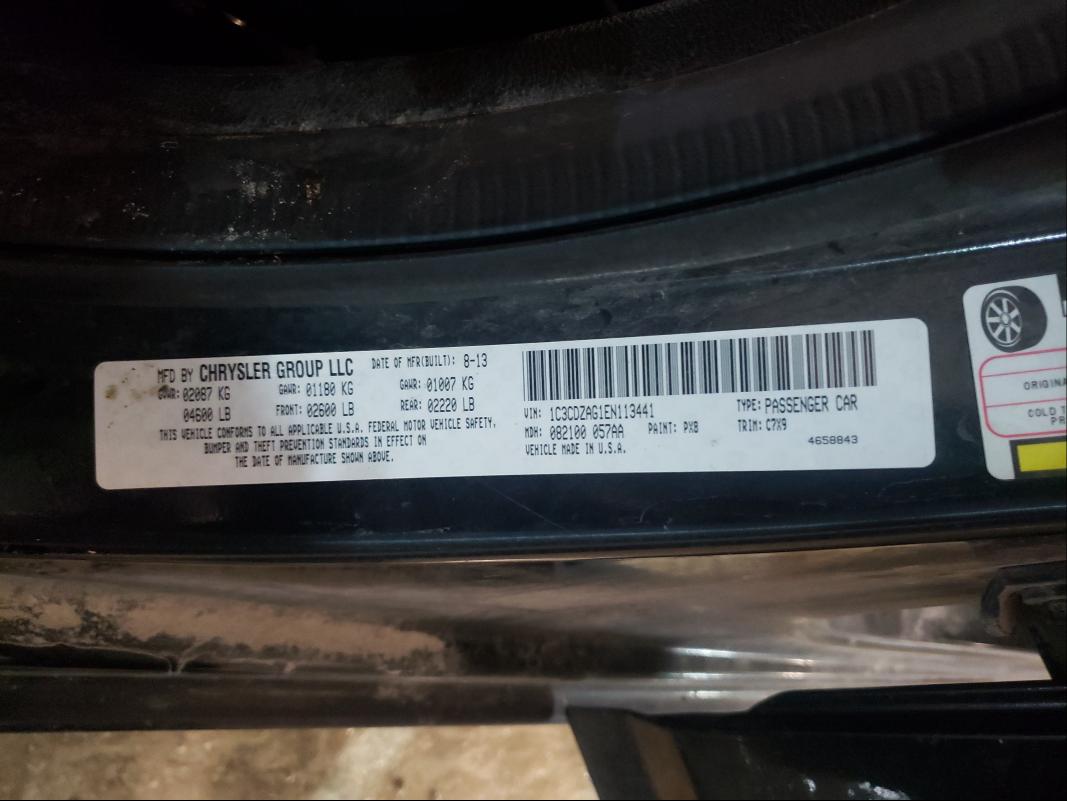 MFD BY CHRYSLER GROUP LLC DATE OF MFR(BUILT): 8-13
GVWR: 02087 KG GAWR: 01180 KG GAWR: 01007 KG
04600 LB FRONT: 02600 LB REAR: 02220 LB
THIS VEHICLE CONFORMS TO ALL APPLICABLE U.S.A. FEDERAL MOTOR VEHICLE SAFETY,
BUMPER AND THEFT PREVENTION STANDARDS IN EFFECT ON
THE DATE OF MANUFACTURE SHOWN ABOVE.
VIN: 1C3CDZAG1EN113441 TYPE: PASSENGER CAR
MDH: 082100 057AA PAINT: PX8 TRIM: C7X9
VEHICLE MADE IN U.S.A. 4658843
ORIGINA
COLD T
PR